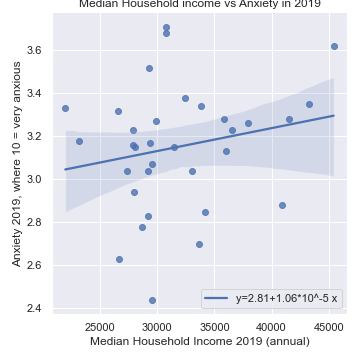 Median Household income vs Anxiety in 2019
3.6
3.4
3.2
3.0
2.8
2.6
2.4
Anxiety 2019, where 10 = very anxious
y=2.81+1.06*10^-5 x
25000 30000 35000 40000 45000
Median Household Income 2019 (annual)